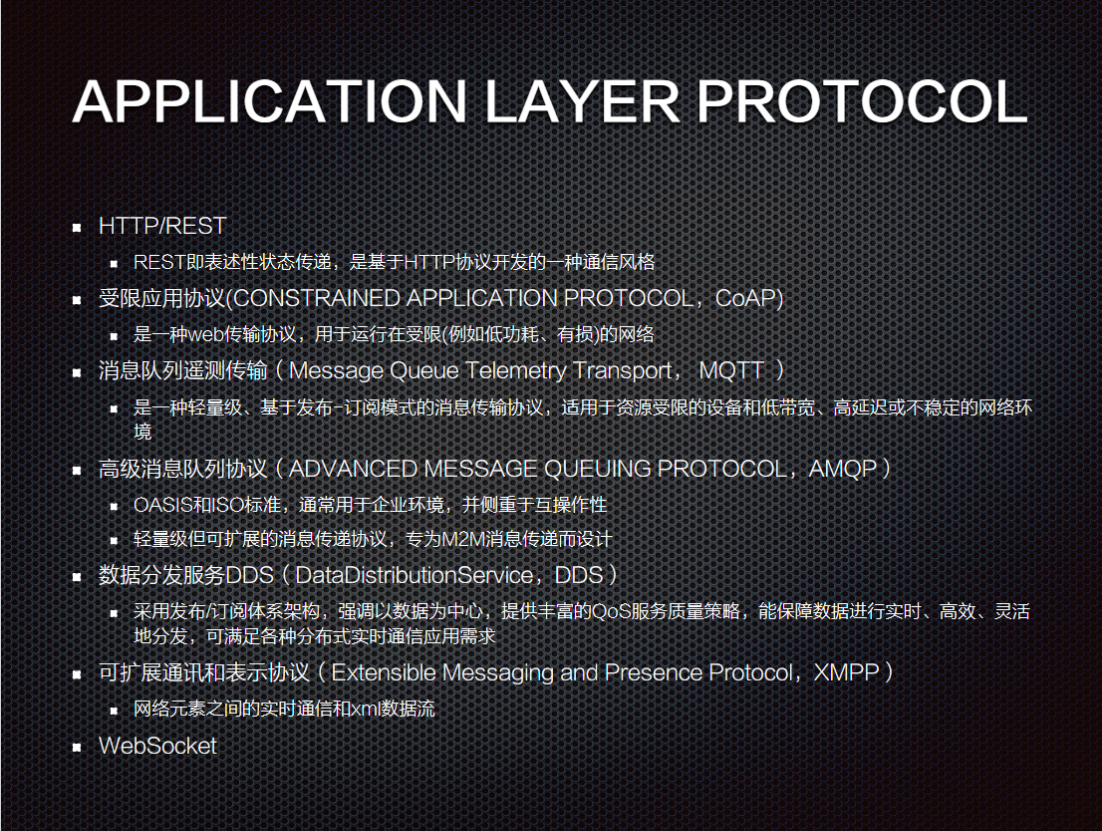 APPLICATION LAYER PROTOCOL
HTTP/REST
REST即表述性状态传递，是基于HTTP协议开发的一种通信风格
受限应用协议(CONSTRAINED APPLICATION PROTOCOL，CoAP)
是一种web传输协议，用于运行在受限(例如低功耗、有损)的网络
消息队列遥测传输（Message Queue Telemetry Transport， MQTT ）
是一种轻量级、基于发布-订阅模式的消息传输协议，适用于资源受限的设备和低带宽、高延迟或不稳定的网络环
境
高级消息队列协议（ADVANCED MESSAGE QUEUING PROTOCOL，AMQP）
OASIS和ISO标准，通常用于企业环境，并侧重于互操作性
轻量级但可扩展的消息传递协议，专为M2M消息传递而设计
数据分发服务DDS（DataDistributionService，DDS）
采用发布/订阅体系架构，强调以数据为中心，提供丰富的QoS服务质量策略，能保障数据进行实时、高效、灵活
地分发，可满足各种分布式实时通信应用需求
可扩展通讯和表示协议（Extensible Messaging and Presence Protocol，XMPP）
网络元素之间的实时通信和xml数据流
WebSocket